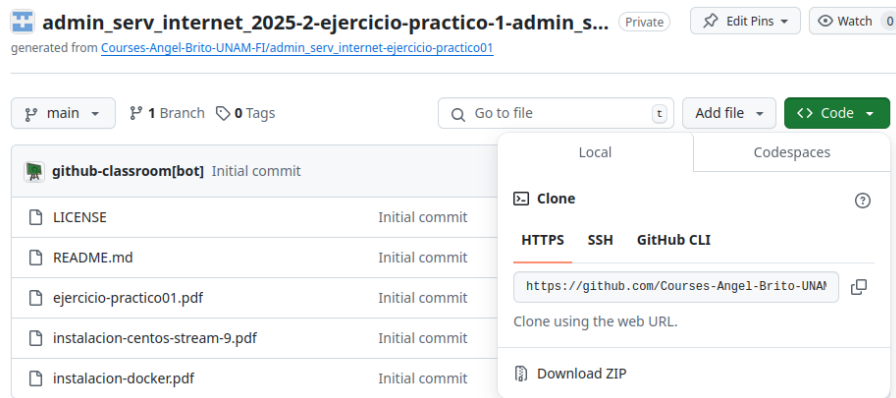 admin_serv_internet_2025-2-ejercicio-practico-1-admin_s... Private Edit Pins Watch 0
generated from Courses-Angel-Brito-UNAM-FI/admin_serv_internet-ejercicio-practico01
main 1 Branch 0 Tags Go to file t Add file <> Code
Local Codespaces
github-classroom[bot] Initial commit
Clone
LICENSE Initial commit
HTTPS SSH GitHub CLI
README.md Initial commit
https://github.com/Courses-Angel-Brito-UNAM
ejercicio-practico01.pdf Initial commit
Clone using the web URL.
instalacion-centos-stream-9.pdf Initial commit
Download ZIP
instalacion-docker.pdf Initial commit